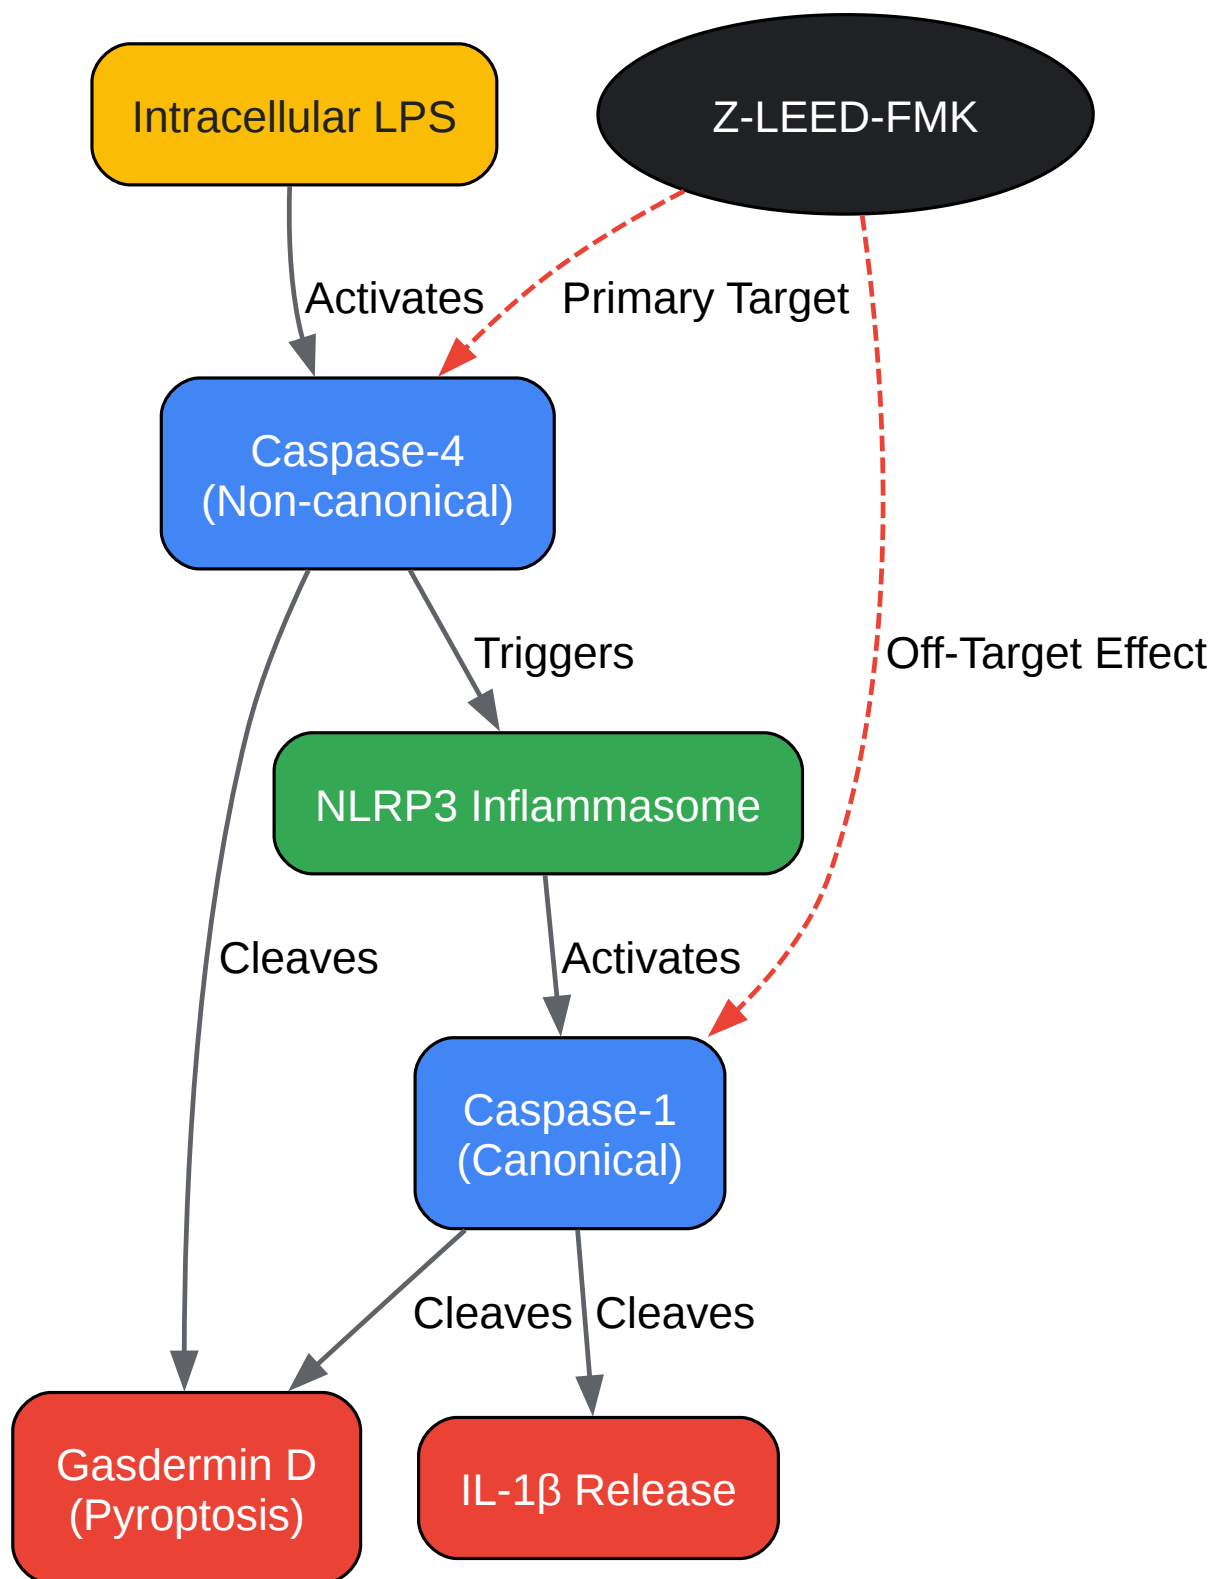 Intracellular LPS
Z-LEED-FMK
Activates
Primary Target
Caspase-4
(Non-canonical)
Triggers
Off-Target Effect
NLRP3 Inflammasome
Cleaves
Activates
Caspase-1
(Canonical)
Cleaves
Cleaves
Gasdermin D
(Pyroptosis)
IL-1β Release